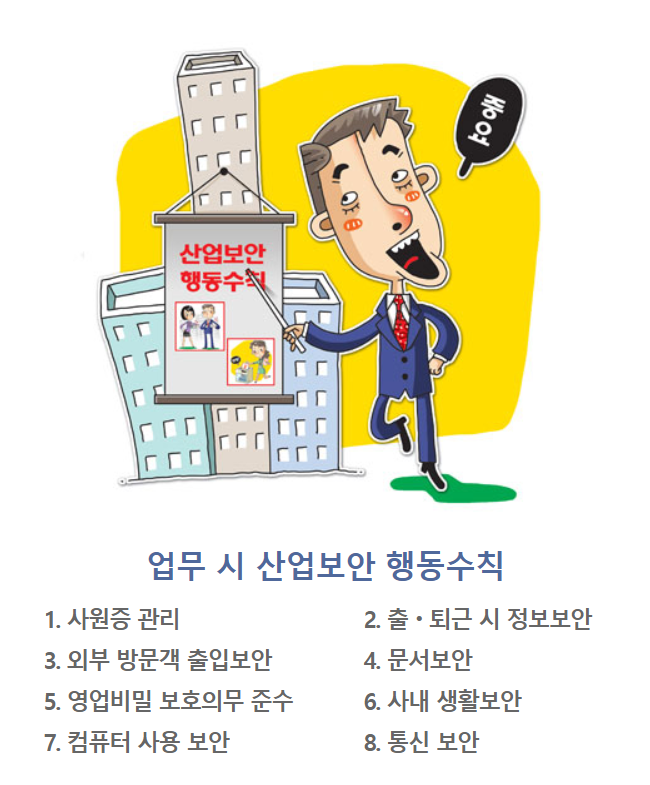 중요
산업보안
행동수칙
업무 시 산업보안 행동수칙
1. 사원증 관리
2. 출·퇴근 시 정보보안
3. 외부 방문객 출입보안
4. 문서보안
5. 영업비밀 보호의무 준수
6. 사내 생활보안
7. 컴퓨터 사용 보안
8. 통신 보안